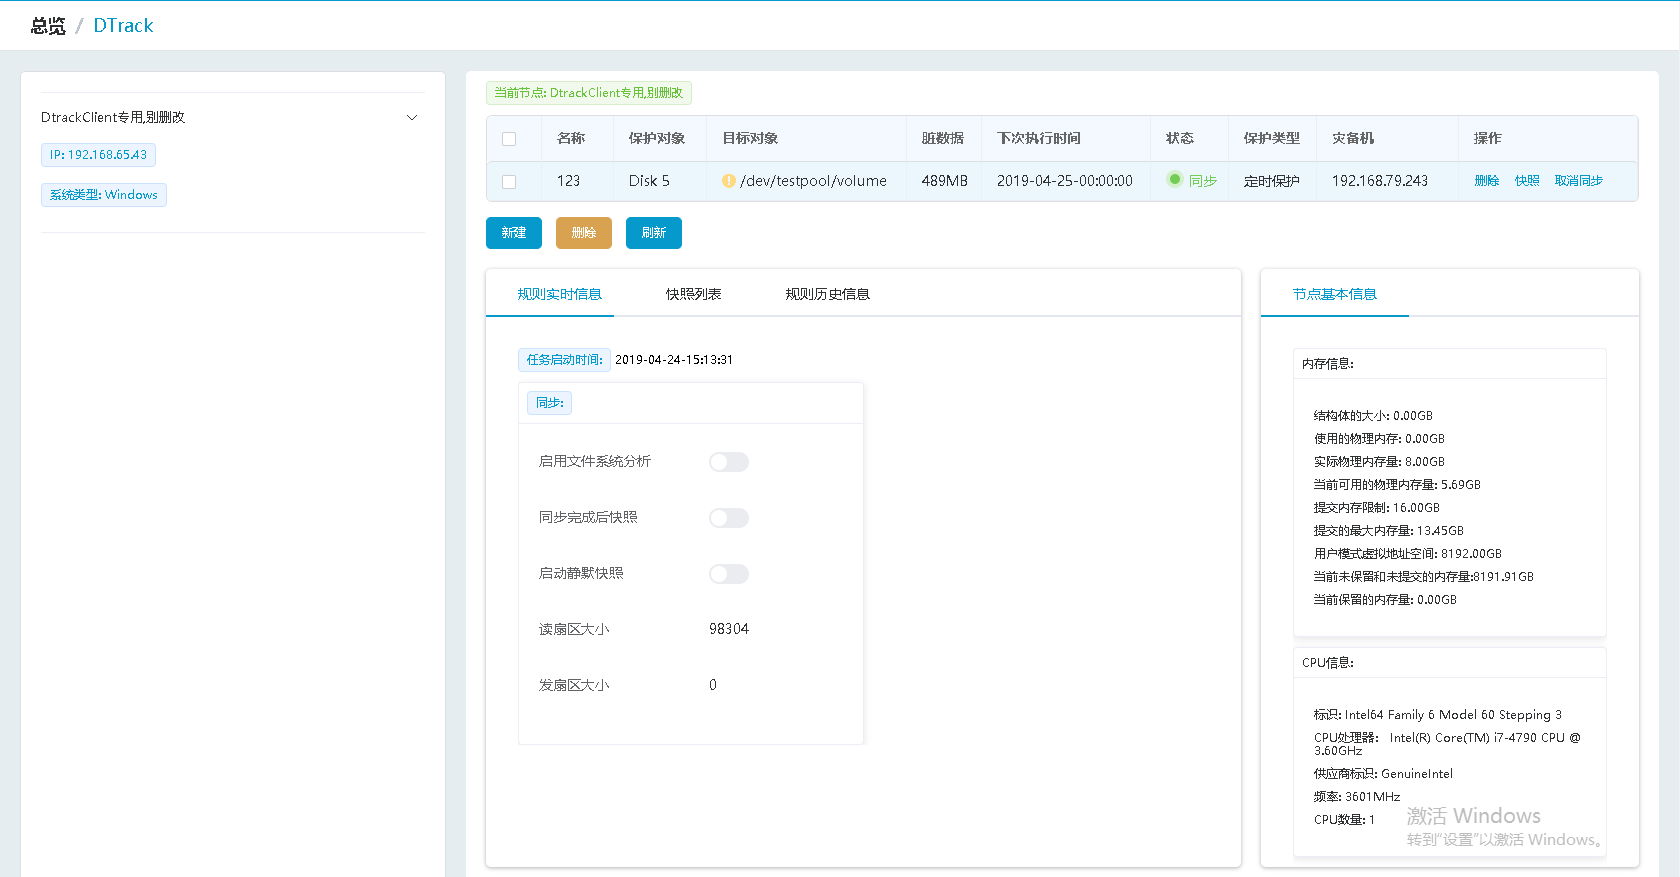 总览 / DTrack
DtrackClient专用,别删改
IP: 192.168.65.43
系统类型: Windows
当前节点: DtrackClient专用,别删改
名称 保护对象 目标对象 脏数据 下次执行时间 状态 保护类型 灾备机 操作
123 Disk 5 /dev/testpool/volume 489MB 2019-04-25-00:00:00 同步 定时保护 192.168.79.243 删除 快照 取消同步
新建 删除 刷新
规则实时信息 快照列表 规则历史信息
任务启动时间: 2019-04-24-15:13:31
同步:
启用文件系统分析
同步完成后快照
启动静默快照
读扇区大小 98304
发扇区大小 0
节点基本信息
内存信息:
结构体的大小: 0.00GB
使用的物理内存: 0.00GB
实际物理内存量: 8.00GB
当前可用的物理内存量: 5.69GB
提交内存限制: 16.00GB
提交的最大内存量: 13.45GB
用户模式虚拟地址空间: 8192.00GB
当前未保留和未提交的内存量:8191.91GB
当前保留的内存量: 0.00GB
CPU信息:
标识: Intel64 Family 6 Model 60 Stepping 3
CPU处理器: Intel(R) Core(TM) i7-4790 CPU @
3.60GHz
供应商标识: GenuineIntel
频率: 3601MHz
CPU数量: 1
激活 Windows
转到"设置"以激活 Windows。